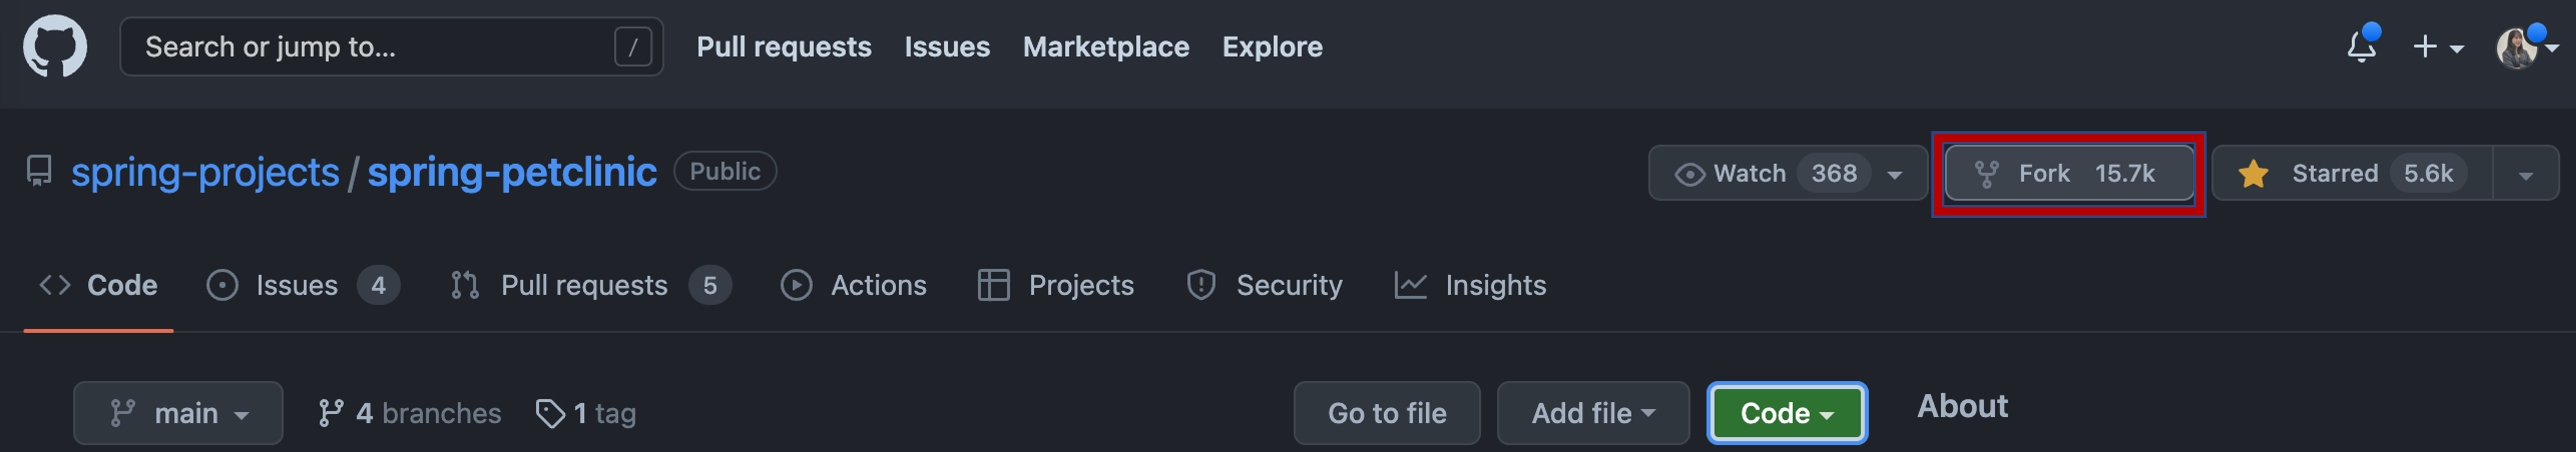 Search or jump to... / Pull requests Issues Marketplace Explore
spring-projects / spring-petclinic Public Watch 368 Fork 15.7k Starred 5.6k
Code Issues 4 Pull requests 5 Actions Projects Security Insights
main 4 branches 1 tag Go to file Add file Code About